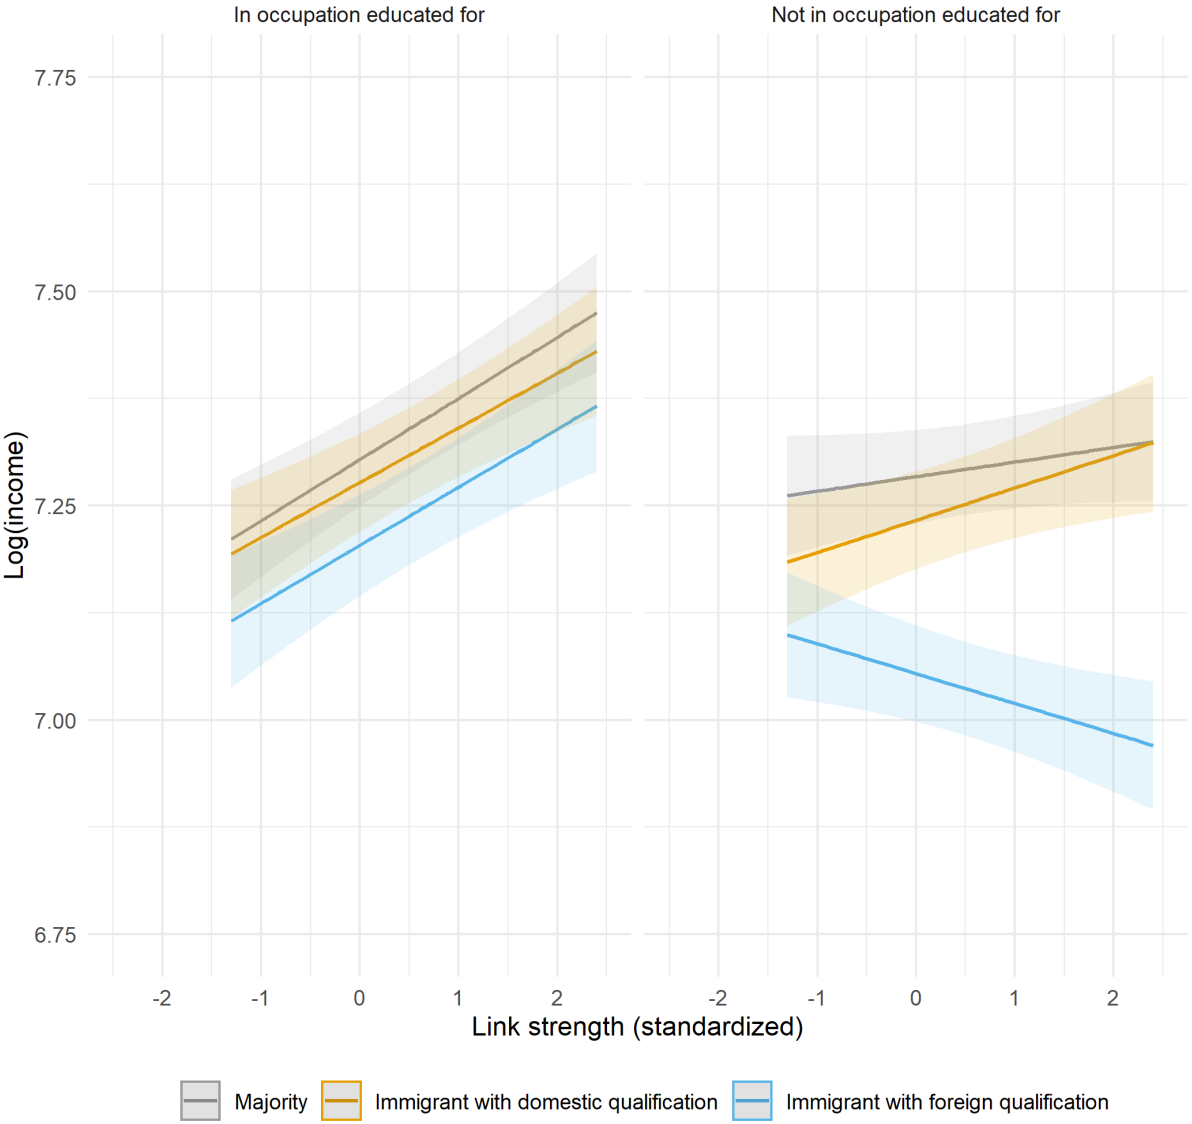 In occupation educated for
Not in occupation educated for
7.75
7.50
7.25
7.00
6.75
Log(income)
-2 -1 0 1 2
-2 -1 0 1 2
Link strength (standardized)
Majority
Immigrant with domestic qualification
Immigrant with foreign qualification